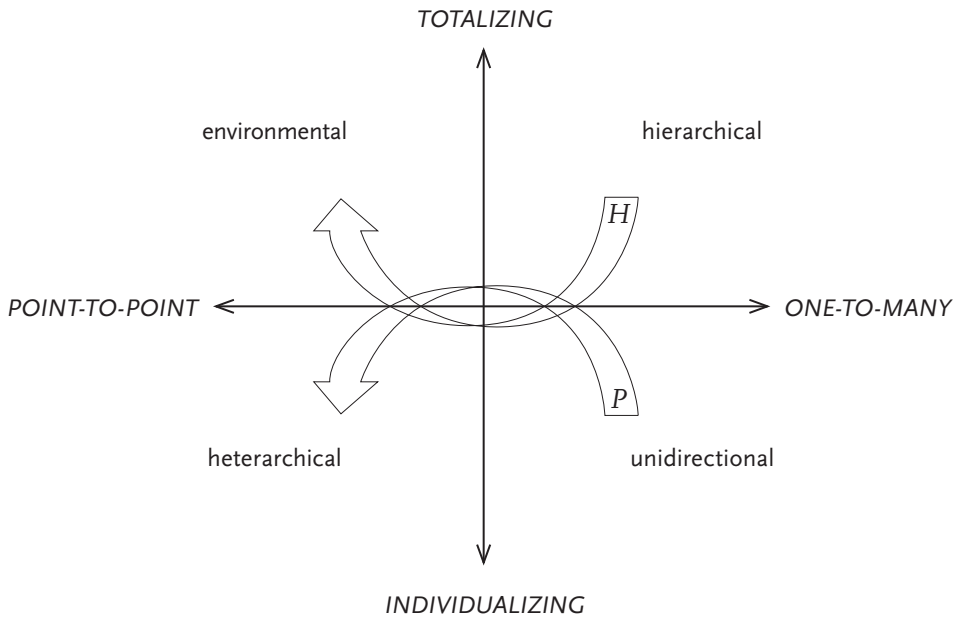 TOTALIZING
environmental
hierarchical
H
POINT-TO-POINT
ONE-TO-MANY
P
heterarchical
unidirectional
INDIVIDUALIZING